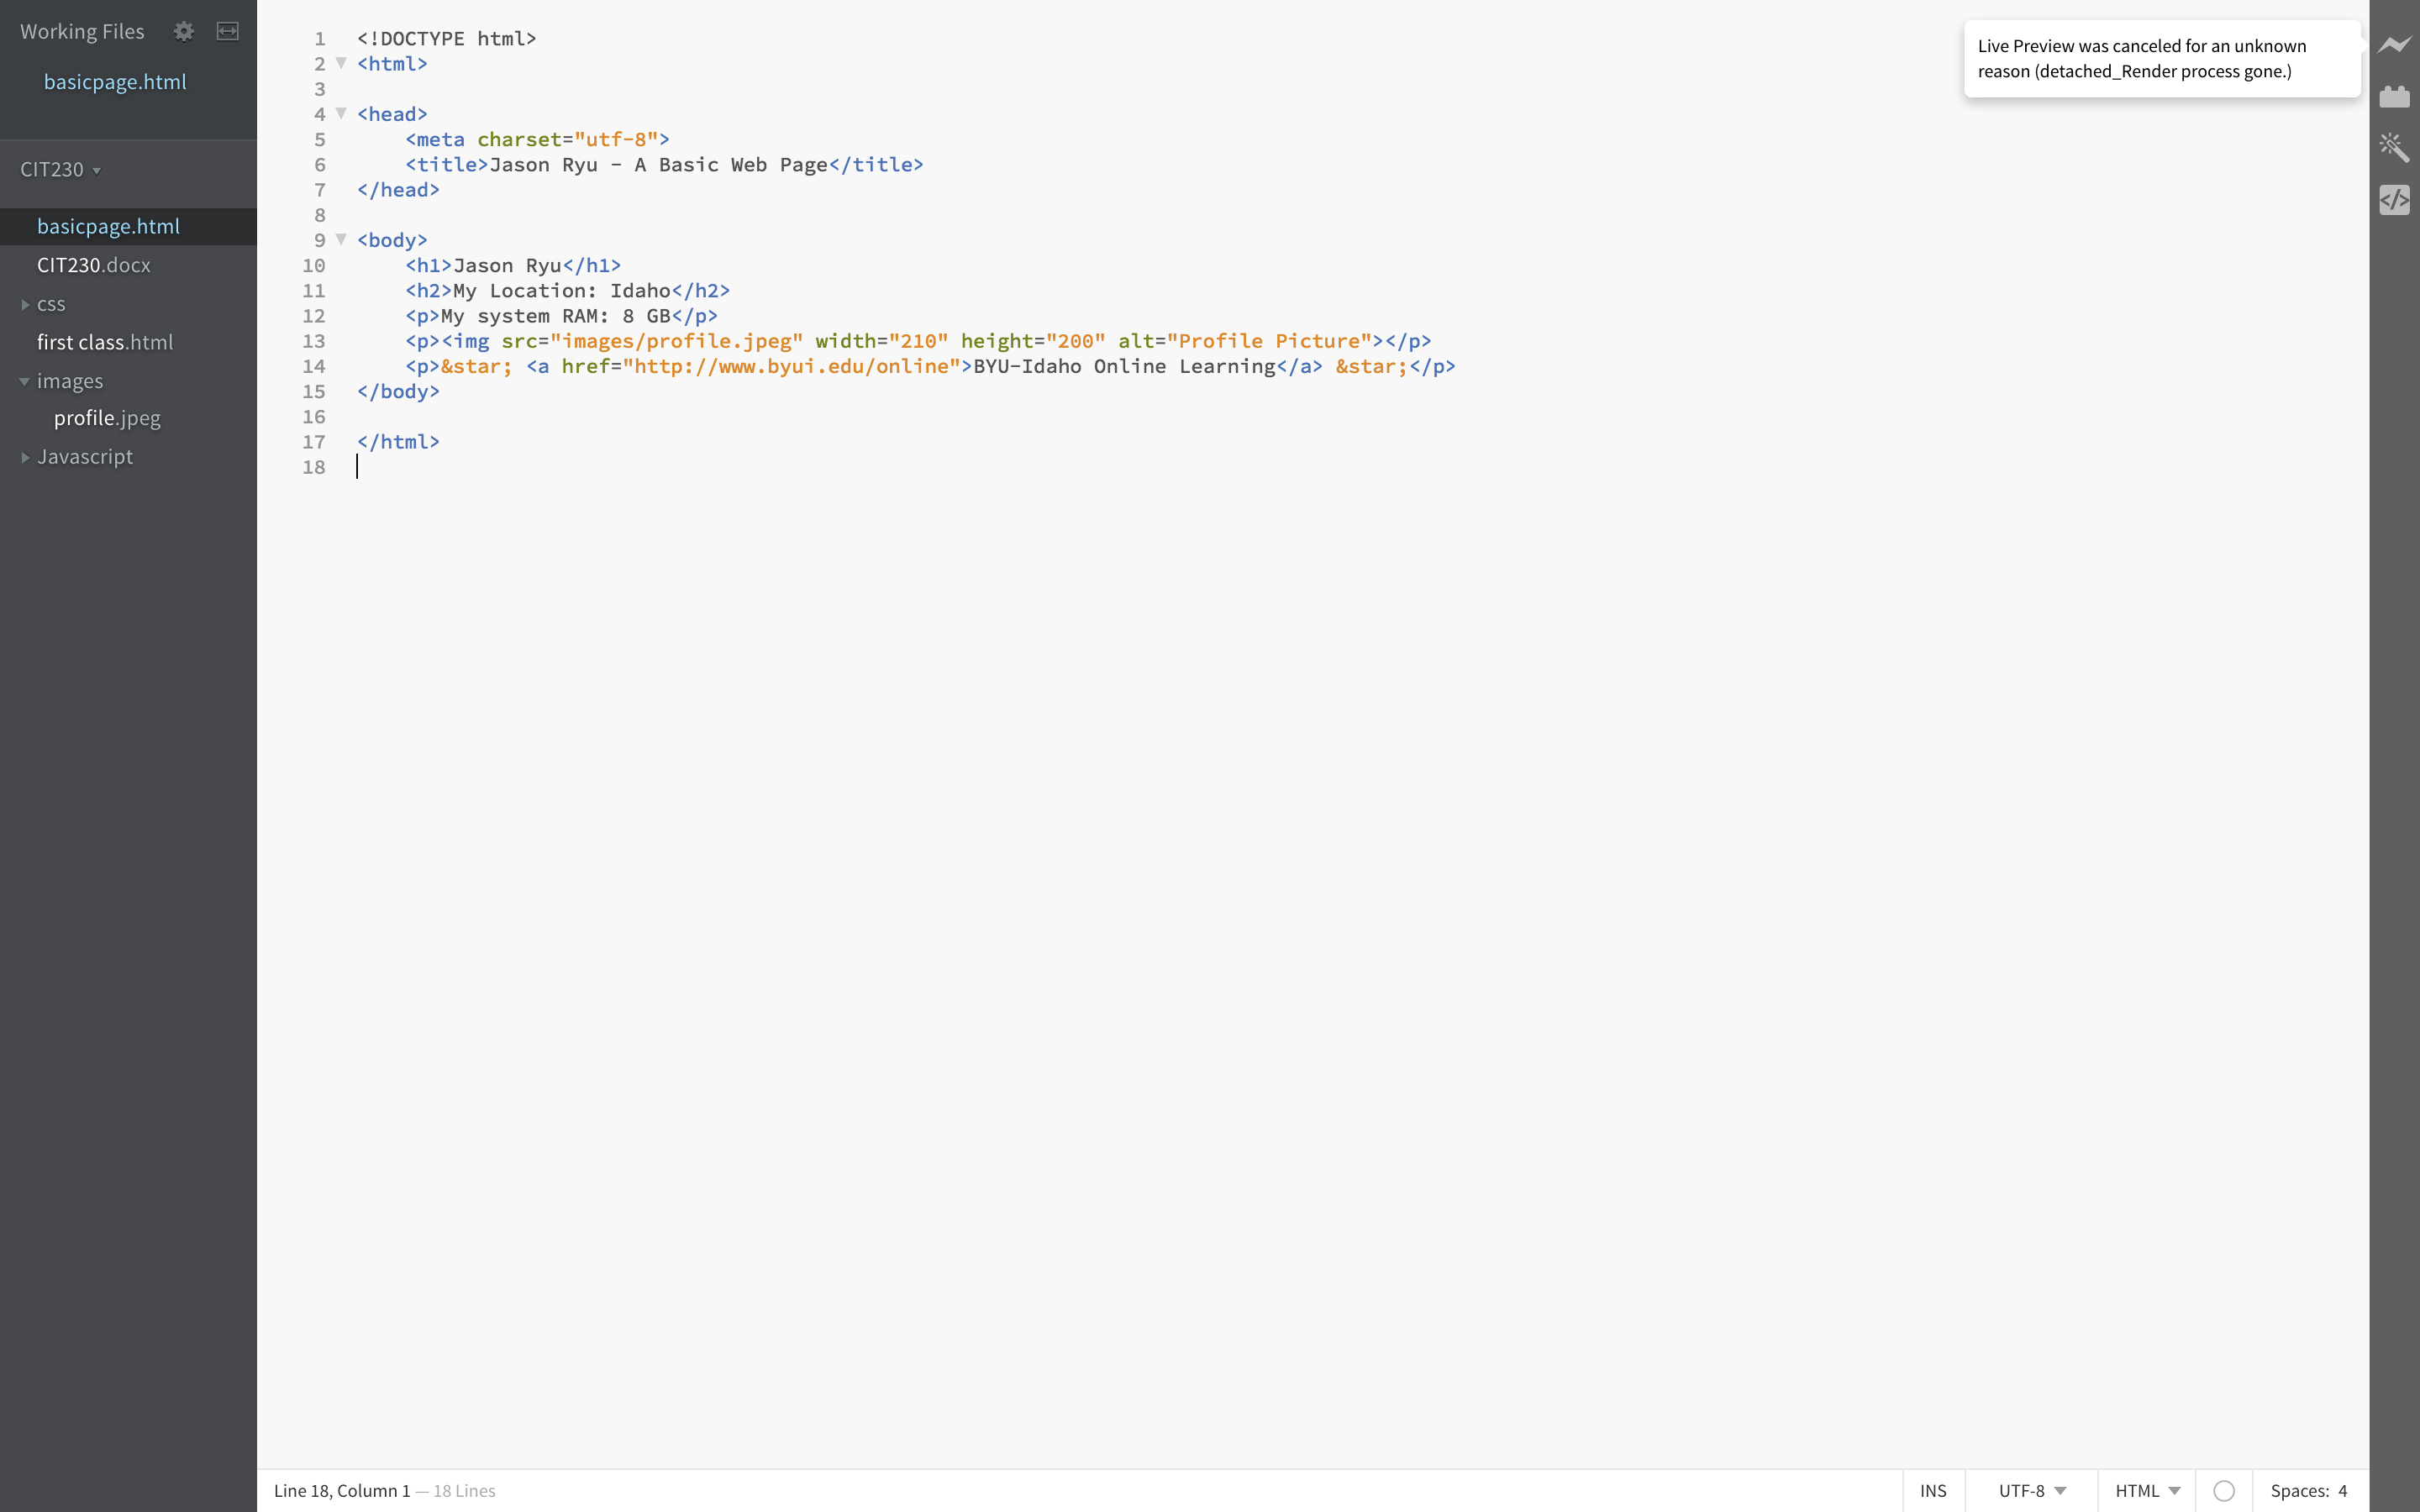 Working Files
basicpage.html
CIT230
basicpage.html
CIT230.docx
css
first class.html
images
profile.jpeg
Javascript
1 <!DOCTYPE html>
2 <html>
3
4 <head>
5 <meta charset="utf-8">
6 <title>Jason Ryu - A Basic Web Page</title>
7 </head>
8
9 <body>
10 <h1>Jason Ryu</h1>
11 <h2>My Location: Idaho</h2>
12 <p>My system RAM: 8 GB</p>
13 <p><img src="images/profile.jpeg" width="210" height="200" alt="Profile Picture"></p>
14 <p>&star; <a href="http://www.byui.edu/online">BYU-Idaho Online Learning</a> &star;</p>
15 </body>
16
17 </html>
18
Live Preview was canceled for an unknown
reason (detached_Render process gone.)
Line 18, Column 1 — 18 Lines
INS UTF-8 HTML Spaces: 4